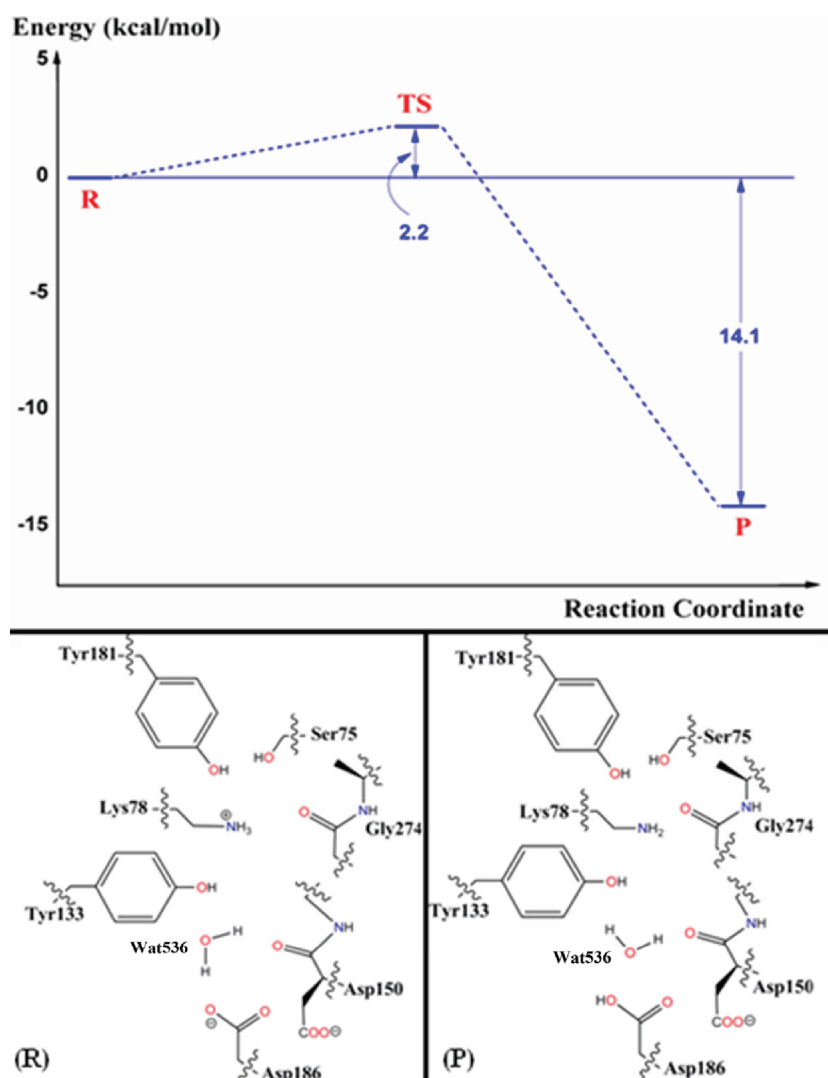 Energy (kcal/mol)
5
TS
0
R
2.2
-5
14.1
-10
-15
P
Reaction Coordinate
Tyr181
OH
HO
Ser75
Lys78
NH3
⊕
O
NH
Gly274
Tyr133
OH
Wat536
O
H
H
O
NH
Asp150
O
⊖
O
COO⊖
(R)
Asp186
Tyr181
OH
HO
Ser75
Lys78
NH2
O
NH
Gly274
Tyr133
OH
Wat536
H
H
O
O
NH
Asp150
HO
O
COO⊖
(P)
Asp186